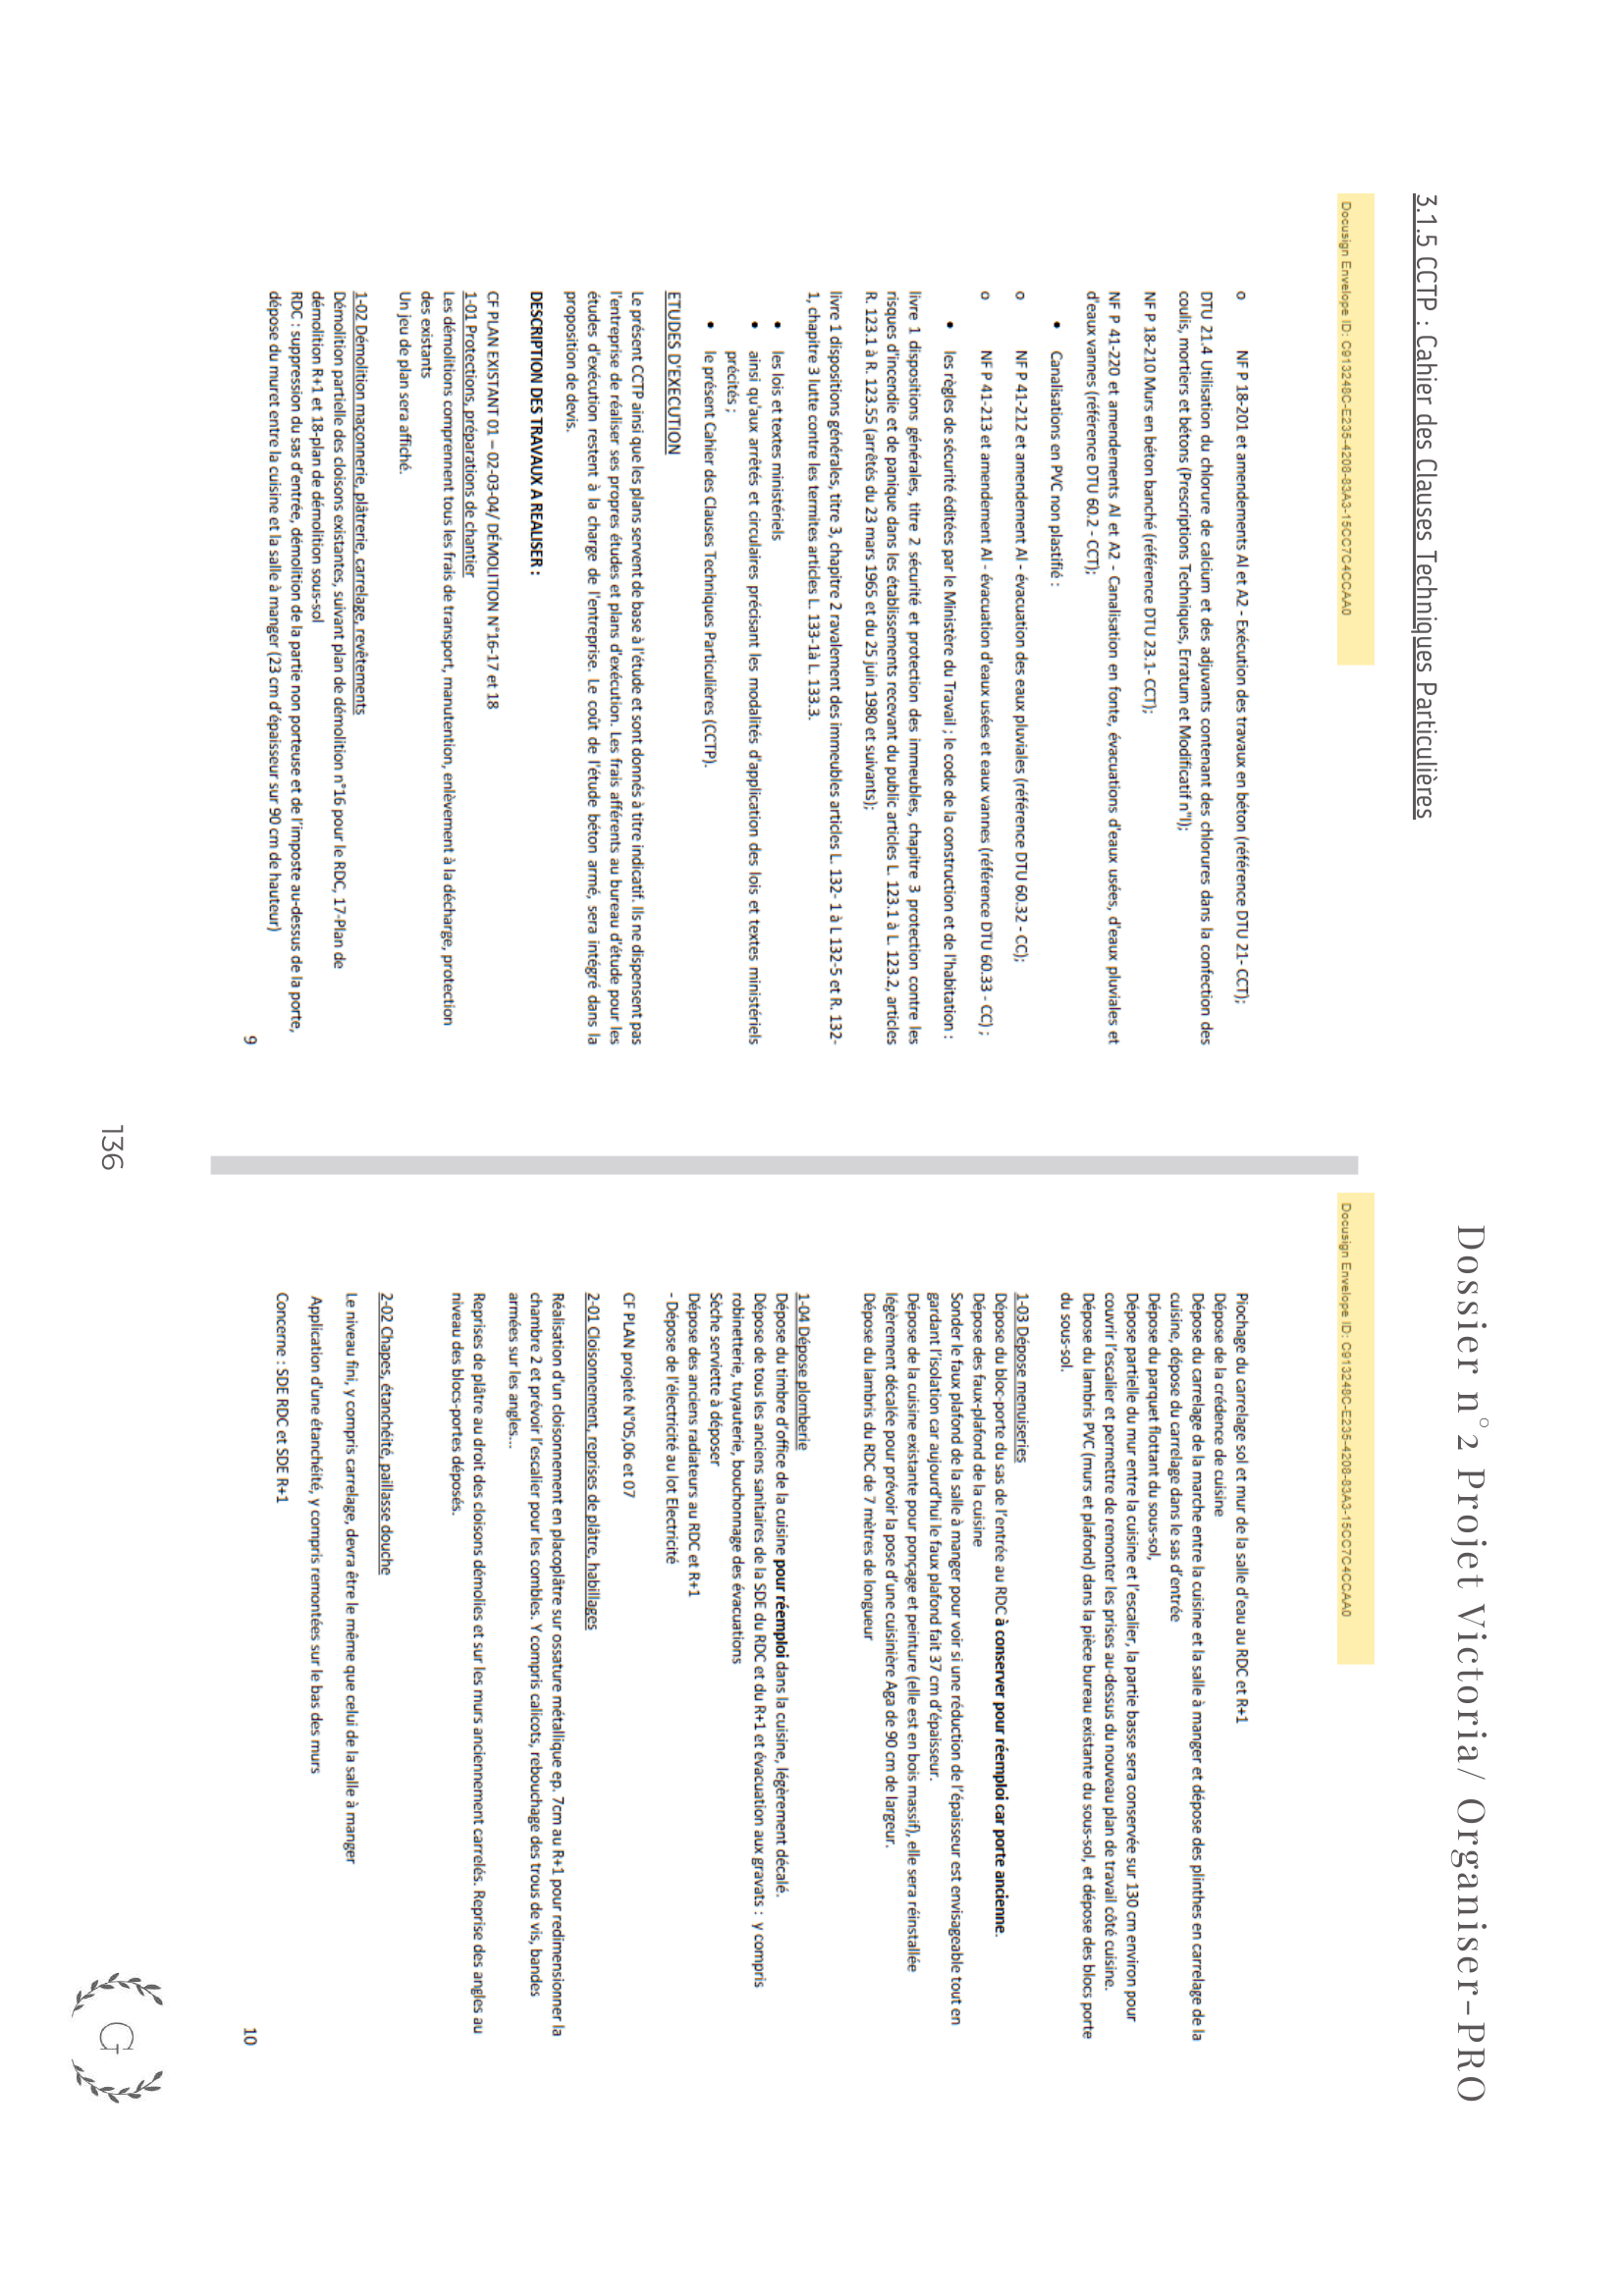 Dossier n°2 Projet Victoria/ Organiser-PRO
3.1.5 CCTP : Cahier des Clauses Techniques Particulières
Docusign Envelope ID: C913248C-E235-4208-83A3-15CC7C4CCAA0
o NF P 18-201 et amendements Al et A2 - Exécution des travaux en béton (référence DTU 21- CCT);
DTU 21.4 Utilisation du chlorure de calcium et des adjuvants contenant des chlorures dans la confection des
coulis, mortiers et bétons (Prescriptions Techniques, Erratum et Modificatif n"l);
NF P 18-210 Murs en béton banché (référence DTU 23.1- CCT);
NF P 41-220 et amendements Al et A2 - Canalisation en fonte, évacuations d'eaux usées, d'eaux pluviales et
d'eaux vannes (référence DTU 60.2 - CCT);
• Canalisations en PVC non plastifié :
o NF P 41-212 et amendement Al - évacuation des eaux pluviales (référence DTU 60.32 - CC);
o NF P 41-213 et amendement Al - évacuation d'eaux usées et eaux vannes (référence DTU 60.33 - CC) ;
• les règles de sécurité éditées par le Ministère du Travail ; le code de la construction et de l'habitation :
livre 1 dispositions générales, titre 2 sécurité et protection des immeubles, chapitre 3 protection contre les
risques d'incendie et de panique dans les établissements recevant du public articles L. 123.1 à L. 123.2, articles
R. 123.1 à R. 123.55 (arrêtés du 23 mars 1965 et du 25 juin 1980 et suivants);
livre 1 dispositions générales, titre 3, chapitre 2 ravalement des immeubles articles L. 132- 1 à L 132-5 et R. 132-
1, chapitre 3 lutte contre les termites articles L. 133-1à L. 133.3.
• les lois et textes ministériels
• ainsi qu'aux arrêtés et circulaires précisant les modalités d'application des lois et textes ministériels
précités ;
• le présent Cahier des Clauses Techniques Particulières (CCTP).
ETUDES D'EXECUTION
Le présent CCTP ainsi que les plans servent de base à l'étude et sont donnés à titre indicatif. Ils ne dispensent pas
l'entreprise de réaliser ses propres études et plans d'exécution. Les frais afférents au bureau d'étude pour les
études d'exécution restent à la charge de l'entreprise. Le coût de l'étude béton armé, sera intégré dans la
proposition de devis.
DESCRIPTION DES TRAVAUX A REALISER :
CF PLAN EXISTANT 01 – 02-03-04/ DÉMOLITION N°16-17 et 18
1-01 Protections, préparations de chantier
Les démolitions comprennent tous les frais de transport, manutention, enlèvement à la décharge, protection
des existants
Un jeu de plan sera affiché.
1-02 Démolition maçonnerie, plâtrerie, carrelage, revêtements
Démolition partielle des cloisons existantes, suivant plan de démolition n°16 pour le RDC, 17-Plan de
démolition R+1 et 18-plan de démolition sous-sol
RDC : suppression du sas d'entrée, démolition de la partie non porteuse et de l'imposte au-dessus de la porte,
dépose du muret entre la cuisine et la salle à manger (23 cm d'épaisseur sur 90 cm de hauteur)
9
Docusign Envelope ID: C913248C-E235-4208-83A3-15CC7C4CCAA0
Piochage du carrelage sol et mur de la salle d'eau au RDC et R+1
Dépose de la crédence de cuisine
Dépose du carrelage de la marche entre la cuisine et la salle à manger et dépose des plinthes en carrelage de la
cuisine, dépose du carrelage dans le sas d'entrée
Dépose du parquet flottant du sous-sol,
Dépose partielle du mur entre la cuisine et l'escalier, la partie basse sera conservée sur 130 cm environ pour
couvrir l'escalier et permettre de remonter les prises au-dessus du nouveau plan de travail côté cuisine.
Dépose du lambris PVC (murs et plafond) dans la pièce bureau existante du sous-sol, et dépose des blocs porte
du sous-sol.
1-03 Dépose menuiseries
Dépose du bloc-porte du sas de l'entrée au RDC à conserver pour réemploi car porte ancienne.
Dépose des faux-plafond de la cuisine
Sonder le faux plafond de la salle à manger pour voir si une réduction de l'épaisseur est envisageable tout en
gardant l'isolation car aujourd'hui le faux plafond fait 37 cm d'épaisseur.
Dépose de la cuisine existante pour ponçage et peinture (elle est en bois massif), elle sera réinstallée
légèrement décalée pour prévoir la pose d'une cuisinière Aga de 90 cm de largeur.
Dépose du lambris du RDC de 7 mètres de longueur
1-04 Dépose plomberie
Dépose du timbre d'office de la cuisine pour réemploi dans la cuisine, légèrement décalé.
Dépose de tous les anciens sanitaires de la SDE du RDC et du R+1 et évacuation aux gravats : y compris
robinetterie, tuyauterie, bouchonnage des évacuations
Sèche serviette à déposer
Dépose des anciens radiateurs au RDC et R+1
- Dépose de l'électricité au lot Electricité
CF PLAN projeté N°05,06 et 07
2-01 Cloisonnement, reprises de plâtre, habillages
Réalisation d'un cloisonnement en placoplâtre sur ossature métallique ep. 7cm au R+1 pour redimensionner la
chambre 2 et prévoir l'escalier pour les combles. Y compris calicots, rebouchage des trous de vis, bandes
armées sur les angles...
Reprises de plâtre au droit des cloisons démolies et sur les murs anciennement carrelés. Reprise des angles au
niveau des blocs-portes déposés.
2-02 Chapes, étanchéité, paillasse douche
Le niveau fini, y compris carrelage, devra être le même que celui de la salle à manger
Application d'une étanchéité, y compris remontées sur le bas des murs
Concerne : SDE RDC et SDE R+1
10
136
G